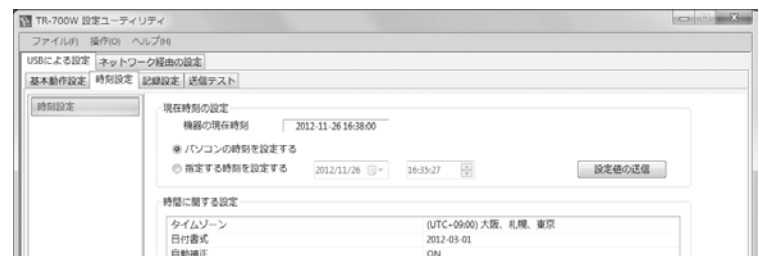 TR-700W 設定ユーティリティ
ファイル(F) 操作(O) ヘルプ(H)
USBによる設定 ネットワーク経由の設定
基本動作設定 時刻設定 記録設定 送信テスト
時刻設定
現在時刻の設定
機器の現在時刻 2012-11-26 16:38:00
パソコンの時刻を設定する
指定する時刻を設定する 2012/11/26 16:35:27 設定値の送信
時間に関する設定
タイムゾーン (UTC+09:00) 大阪、札幌、東京
日付書式 2012-03-01
自動補正 ON